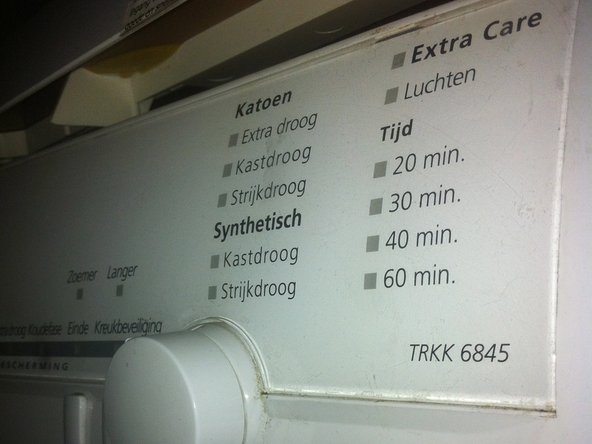 Katoen
Extra droog
Kastdroog
Strijkdroog
Synthetisch
Kastdroog
Strijkdroog
Extra Care
Luchten
Tijd
20 min.
30 min.
40 min.
60 min.
Zoemer Langer
Koudefase Einde Kreukbeveiliging
TRKK 6845